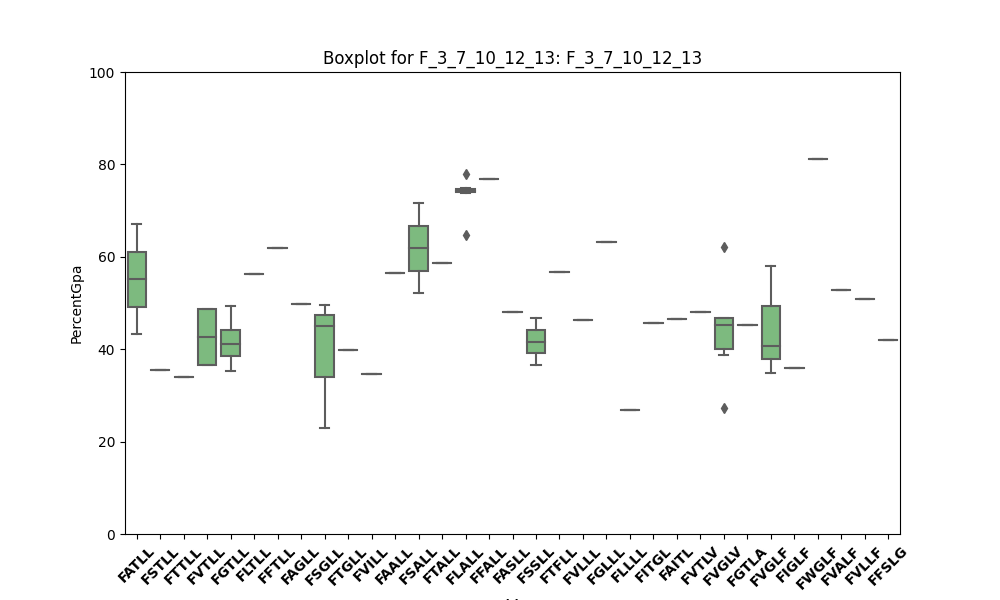 Boxplot for F_3_7_10_12_13: F_3_7_10_12_13
PercentGpa
100
80
60
40
20
0
FATLL
FSTLL
FTTLL
FVTLL
FGTLL
FLTLL
FFTLL
FAGLL
FSGLL
FTGLL
FVILL
FAALL
FSALL
FTALL
FLALL
FFALL
FASLL
FSSLL
FTFLL
FVLLL
FGLLL
FLLLL
FITGL
FAITL
FVTLV
FVGLV
FGTLA
FVGLF
FIGLF
FWGLF
FVALF
FVLLF
FFSLG